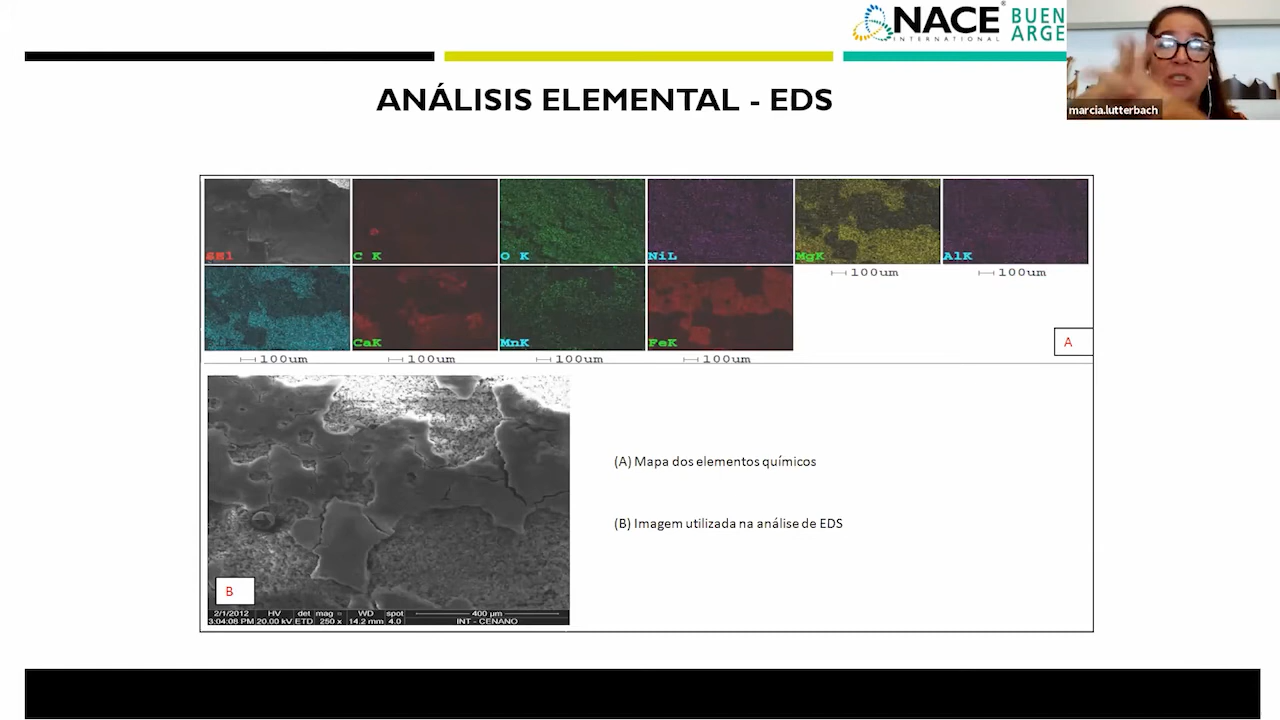 NACE
INTERNATIONAL
BUEN
ARGE
marcia.lutterbach
ANÁLISIS ELEMENTAL - EDS
C K
O K
NiL
MgK
AlK
100um
100um
CaK
MnK
FeK
100um
100um
100um
100um
A
(A) Mapa dos elementos químicos
(B) Imagem utilizada na análise de EDS
B
2/1/2012 HV det mag WD spot 400 µm
3:04:08 PM 20.00 kV ETD 250 x 14.2 mm 4.0 INT - CENANO